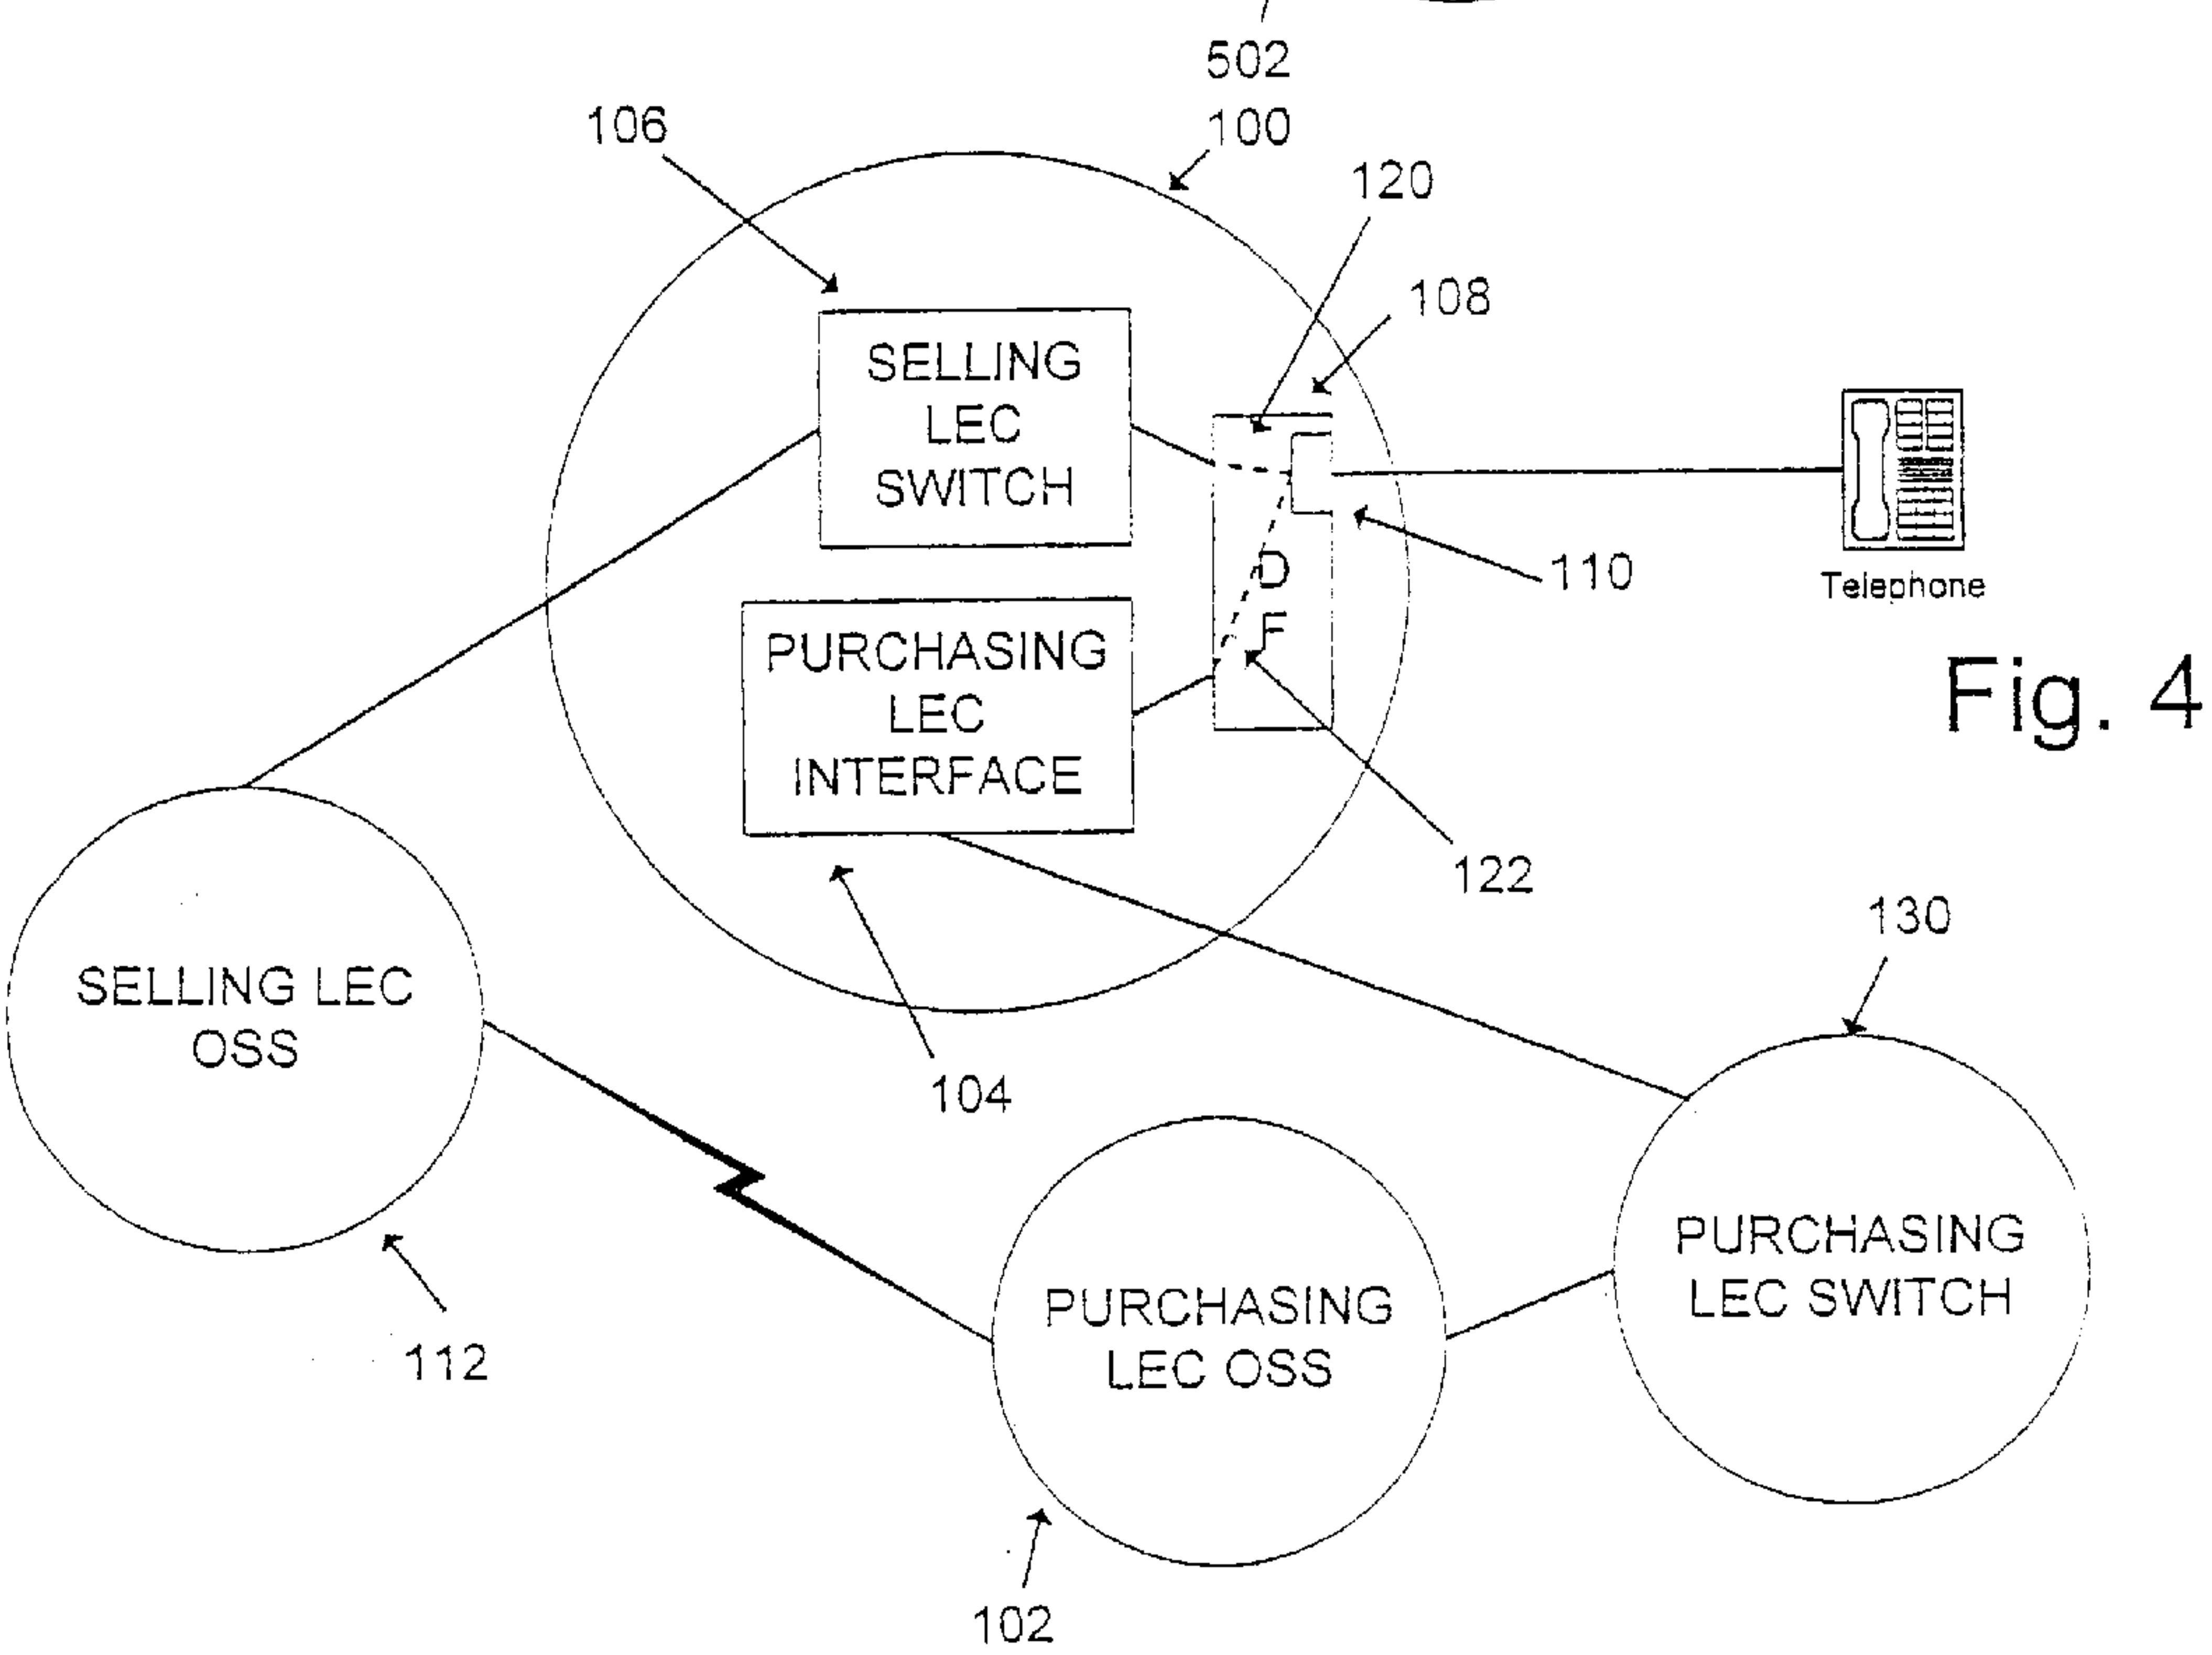 502
100
106
120
108
SELLING
LEC
SWITCH
110
Telephone
D
F
PURCHASING
LEC
INTERFACE
Fig. 4
122
130
SELLING LEC
OSS
104
PURCHASING
LEC SWITCH
PURCHASING
LEC OSS
112
102